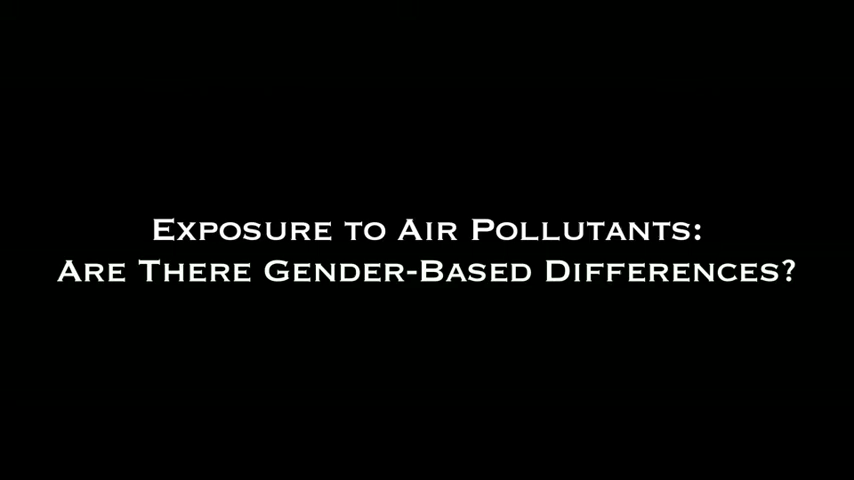 Exposure to Air Pollutants:
Are There Gender-Based Differences?